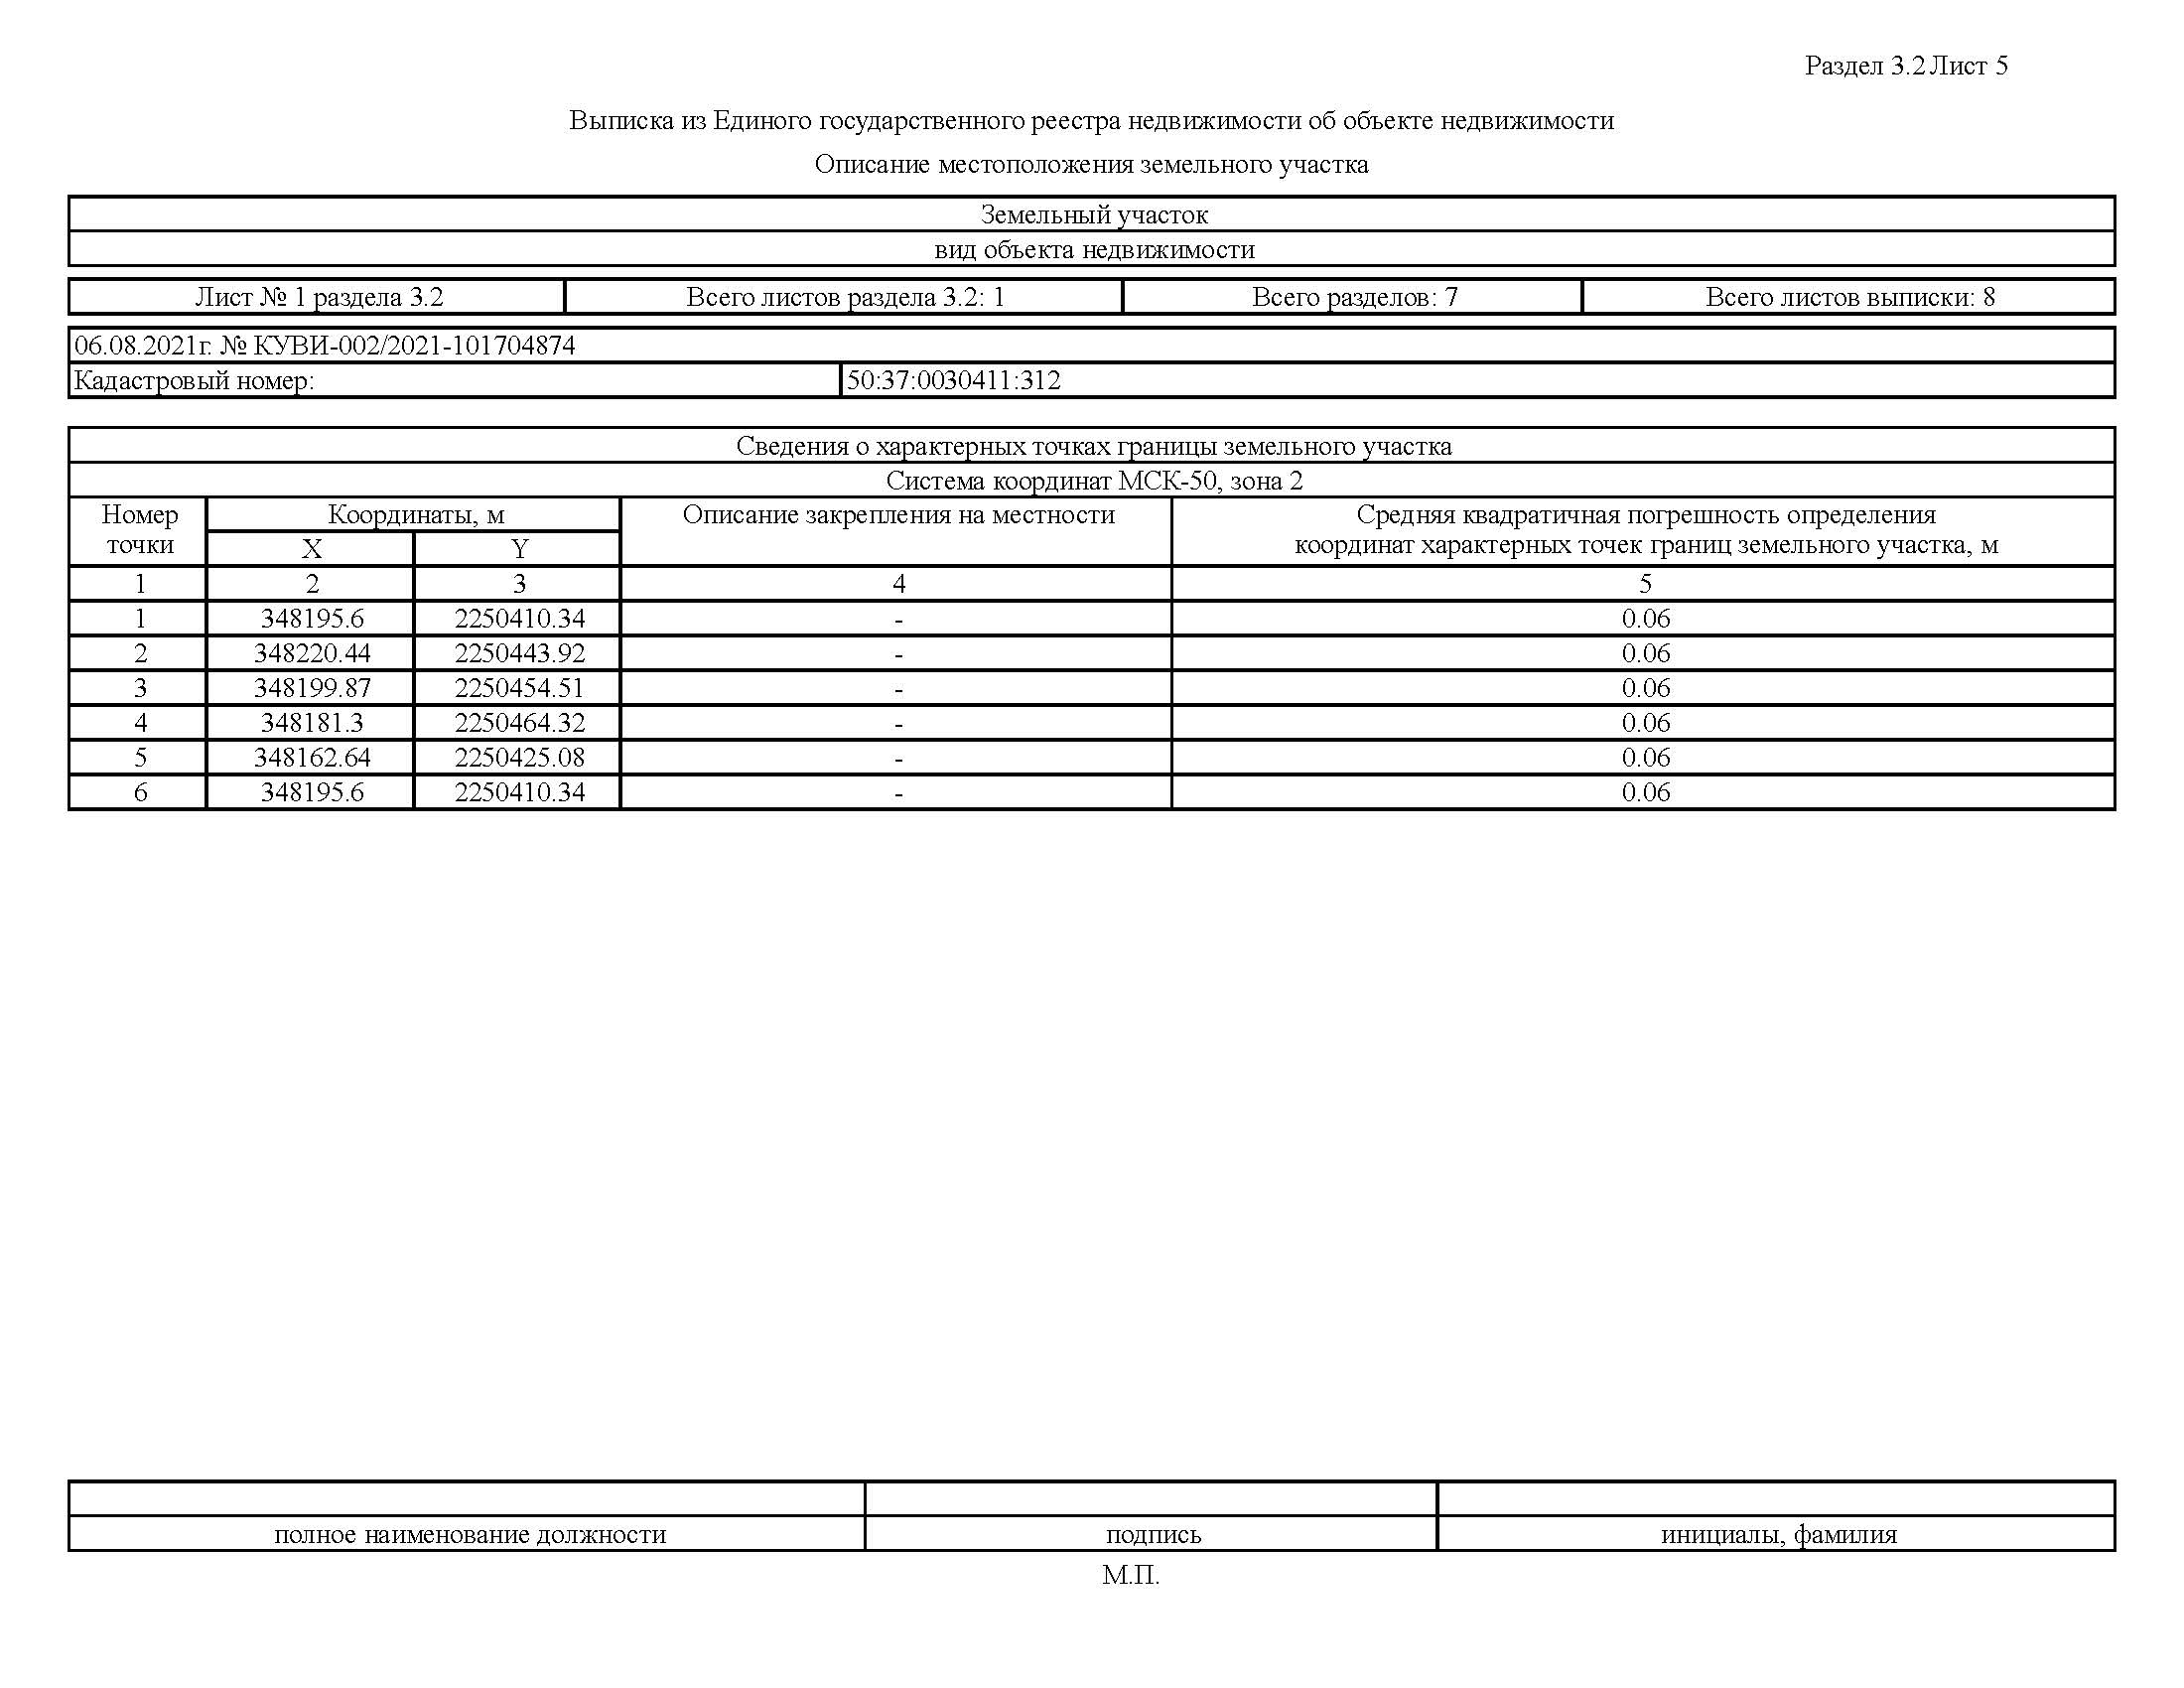 Раздел 3.2 Лист 5
Выписка из Единого государственного реестра недвижимости об объекте недвижимости
Описание местоположения земельного участка
Земельный участок
вид объекта недвижимости
Лист № 1 раздела 3.2 Всего листов раздела 3.2: 1 Всего разделов: 7 Всего листов выписки: 8
06.08.2021г. № КУВИ-002/2021-101704874
Кадастровый номер: 50:37:0030411:312
Сведения о характерных точках границы земельного участка
Система координат МСК-50, зона 2
Номер точки Координаты, м Описание закрепления на местности Средняя квадратичная погрешность определения
координат характерных точек границ земельного участка, м
X Y
1 2 3 4 5
1 348195.6 2250410.34 - 0.06
2 348220.44 2250443.92 - 0.06
3 348199.87 2250454.51 - 0.06
4 348181.3 2250464.32 - 0.06
5 348162.64 2250425.08 - 0.06
6 348195.6 2250410.34 - 0.06
полное наименование должности подпись инициалы, фамилия
М.П.